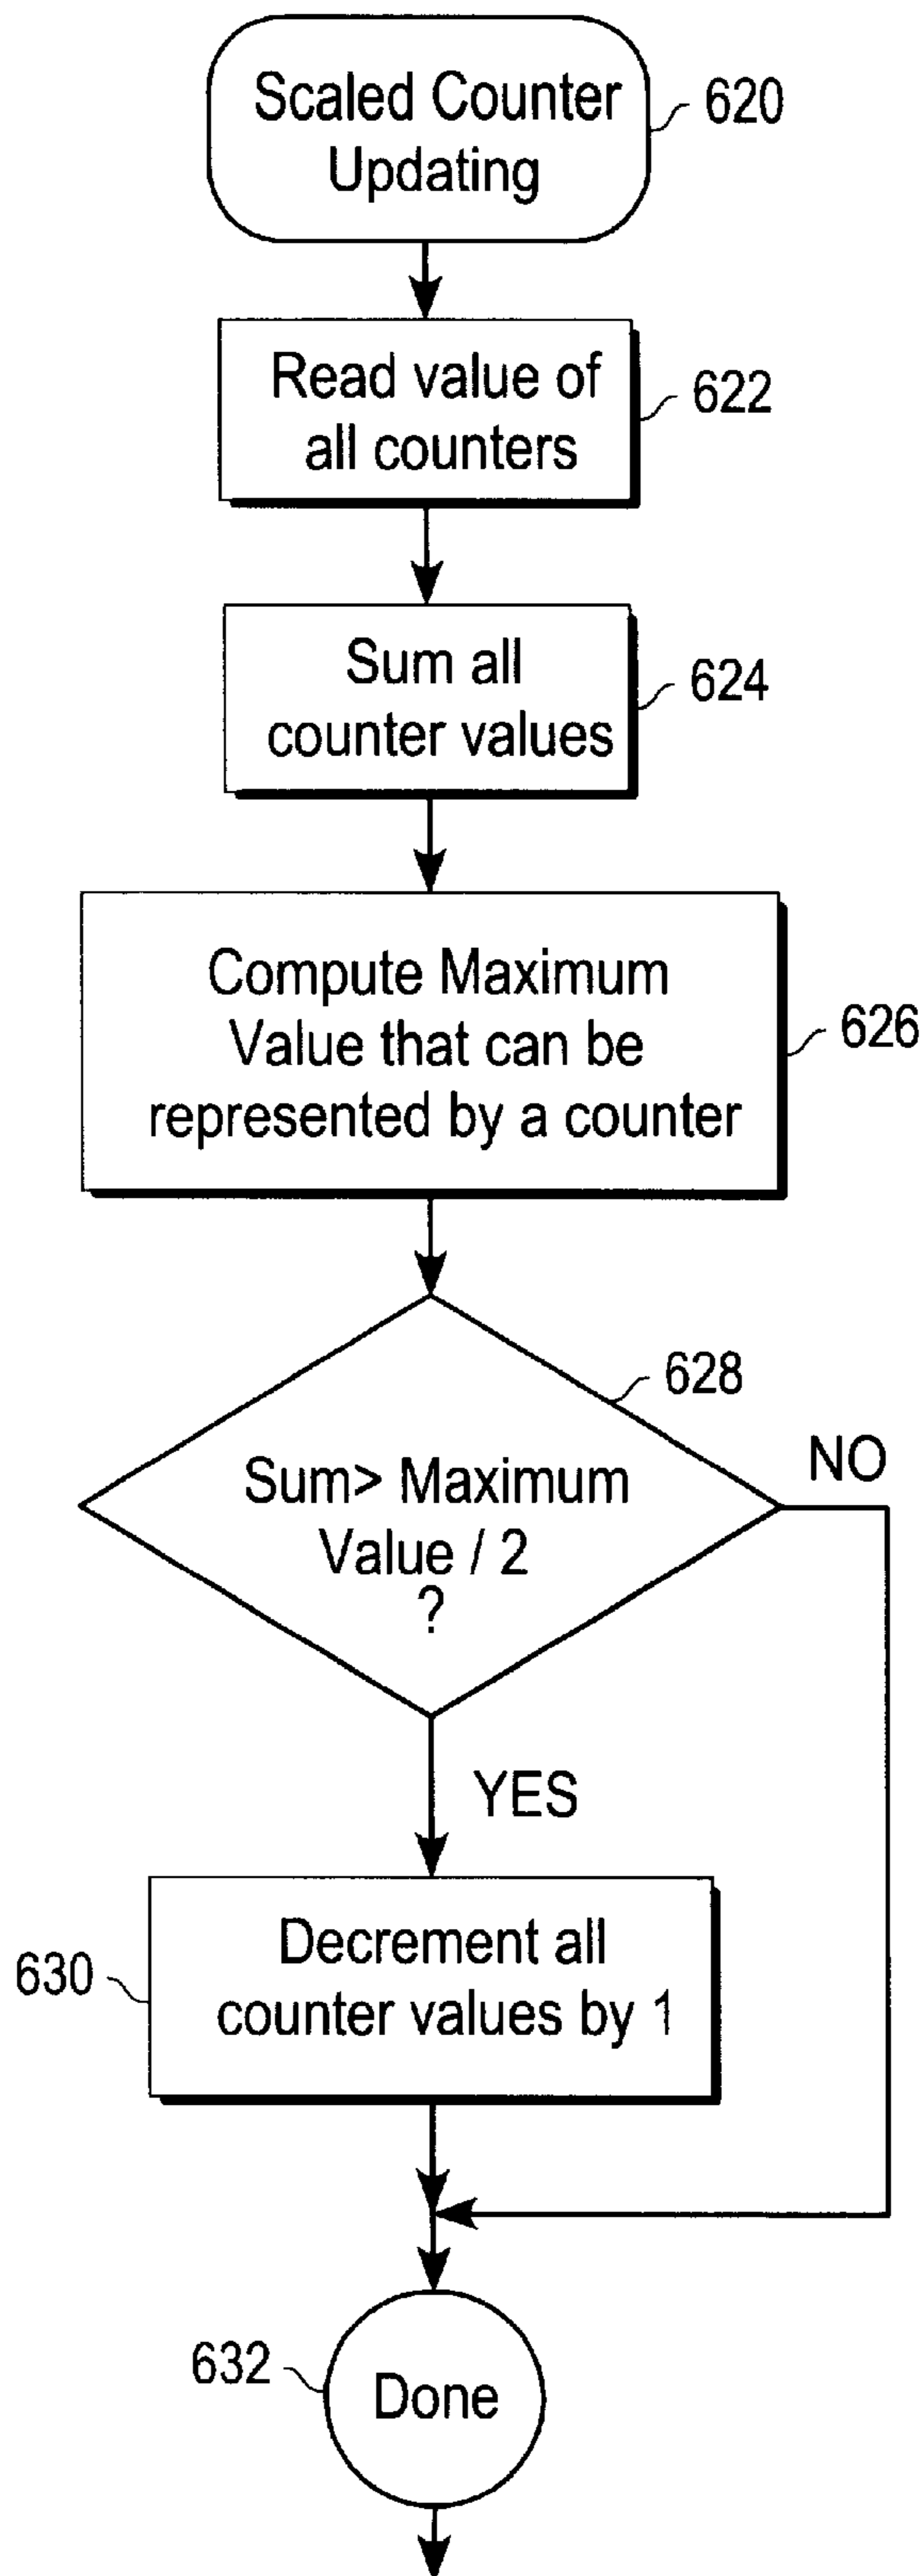 Scaled Counter
Updating
620
Read value of
all counters
622
Sum all
counter values
624
Compute Maximum
Value that can be
represented by a counter
626
628
Sum> Maximum
Value / 2
?
NO
YES
Decrement all
counter values by 1
630
632
Done